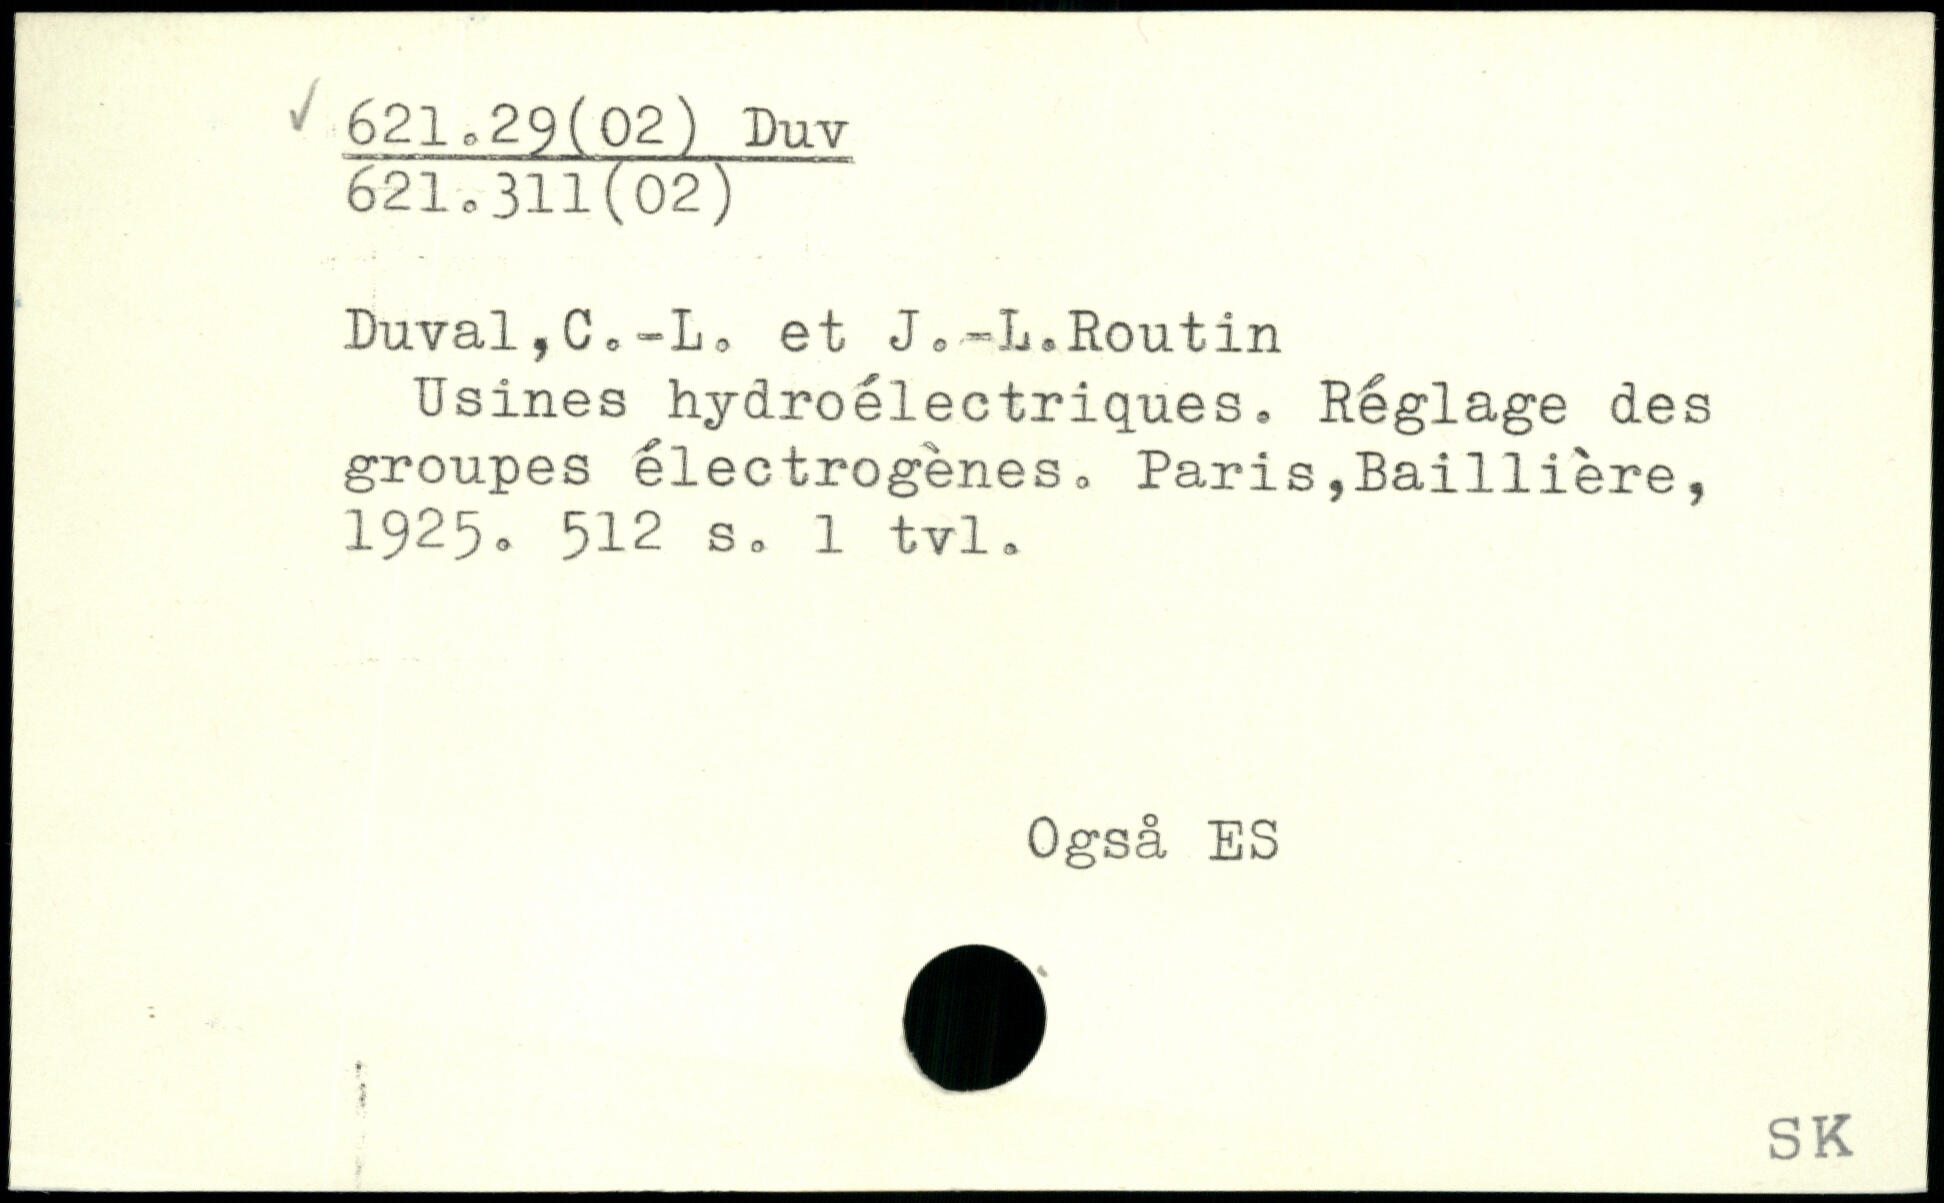 ✓ 621.29(02) Duv
621.311(02)
Duval,C.-L. et J.-L.Routin
Usines hydroélectriques. Réglage des
groupes électrogènes. Paris,Baillière,
1925. 512 s. 1 tvl.
Også ES
SK